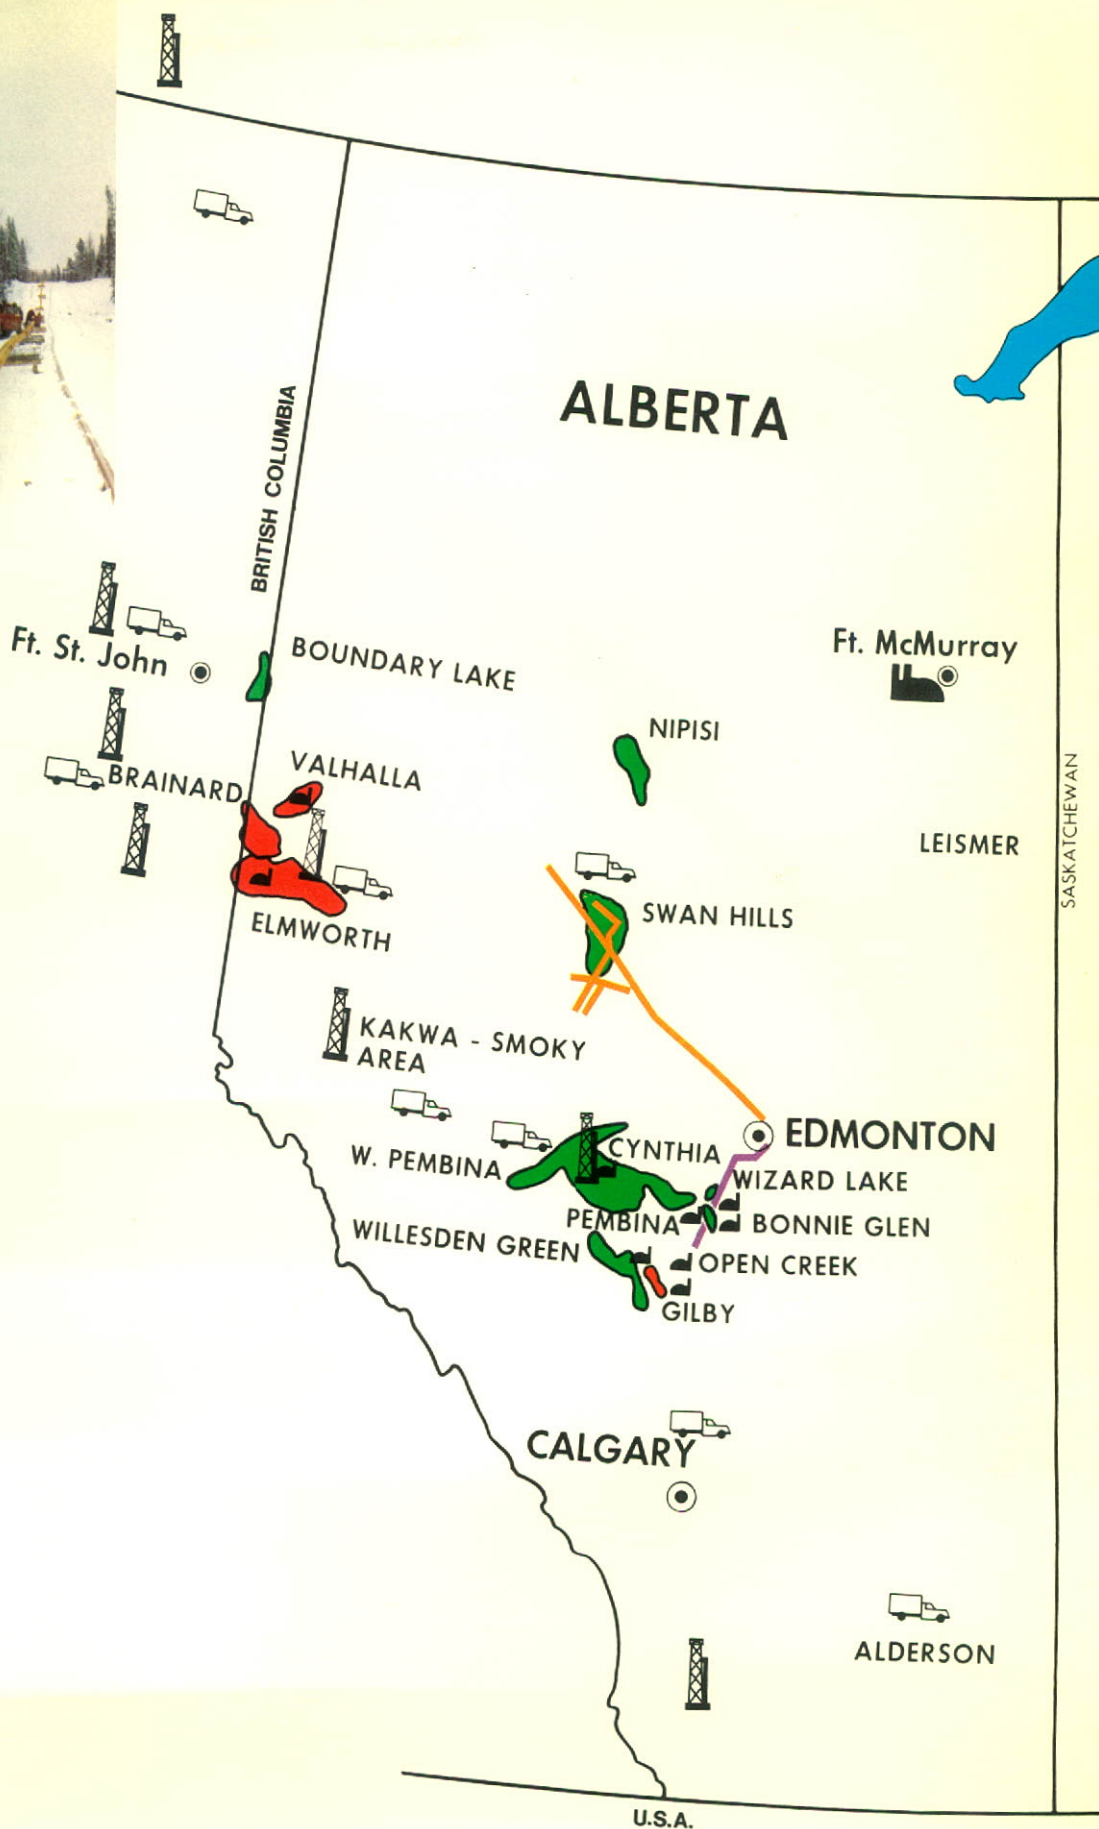 ALBERTA
BRITISH COLUMBIA
Ft. St. John
BOUNDARY LAKE
Ft. McMurray
NIPISI
VALHALLA
BRAINARD
SASKATCHEWAN
LEISMER
SWAN HILLS
ELMWORTH
KAKWA - SMOKY
AREA
EDMONTON
CYNTHIA
W. PEMBINA
WIZARD LAKE
PEMBINA
BONNIE GLEN
WILLESDEN GREEN
OPEN CREEK
GILBY
CALGARY
ALDERSON
U.S.A.